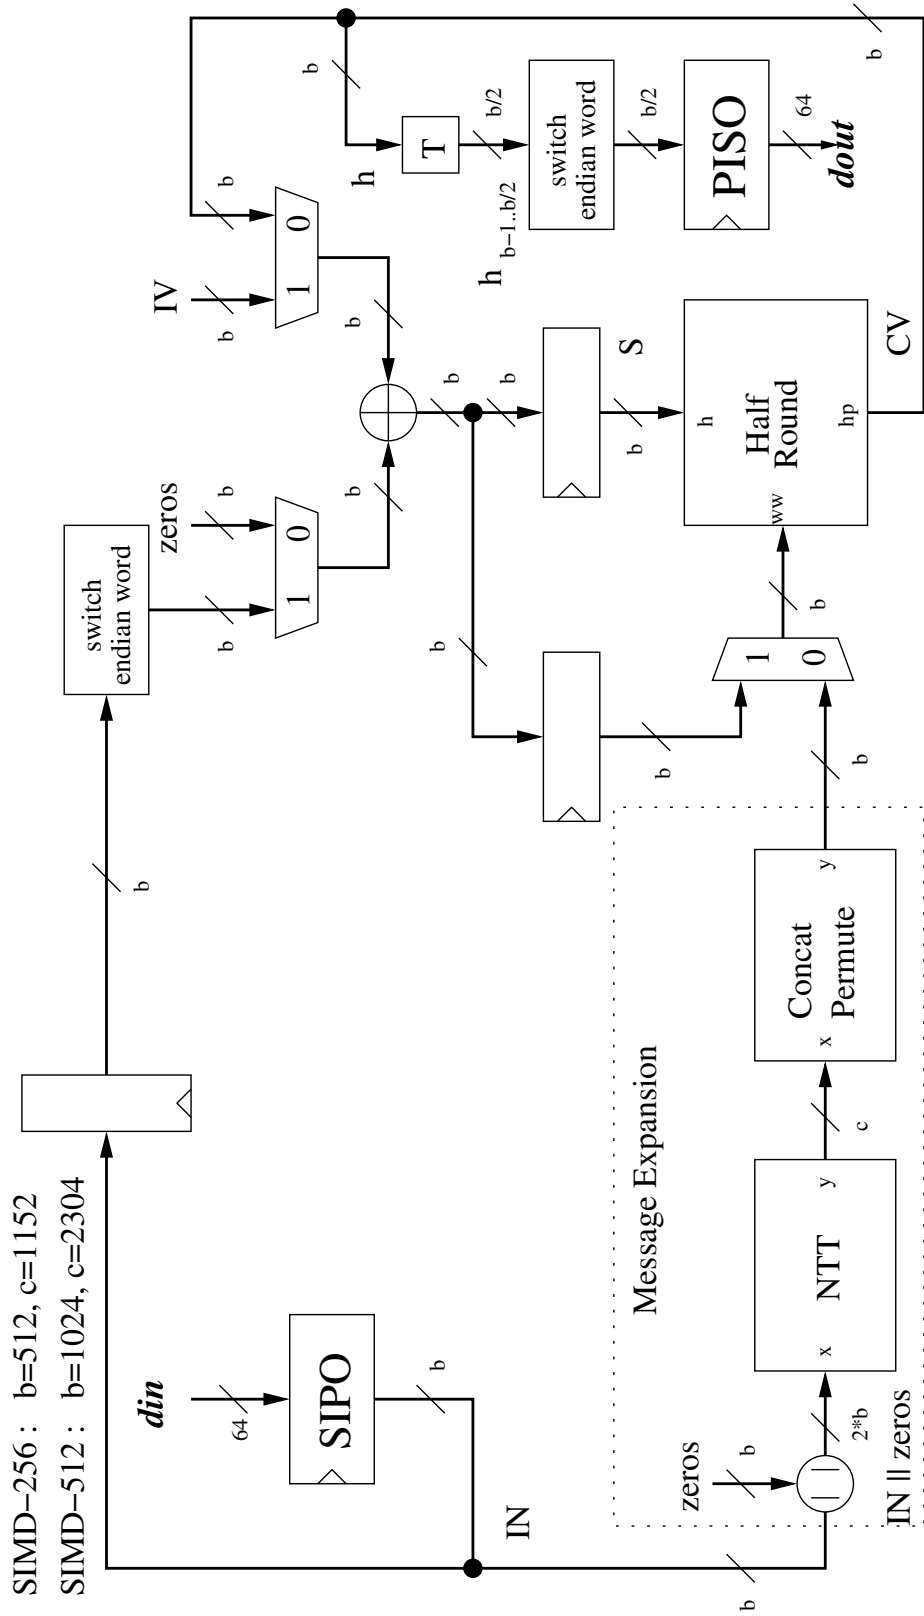 SIMD−256 : b=512, c=1152
SIMD−512 : b=1024, c=2304
din
64
SIPO
b
IN
b
b
switch
endian word
b
zeros
b
1 0
b
IV
b
b
1 0
b
b
b
b
b
b
S
h
Half
Round
ww
hp
CV
b
b
h
T
b/2
h b−1..b/2
switch
endian word
b/2
PISO
64
dout
b
1
0
b
b
Message Expansion
zeros
b
||
2*b
IN || zeros
x
NTT
y
c
x
Concat
Permute
y
b